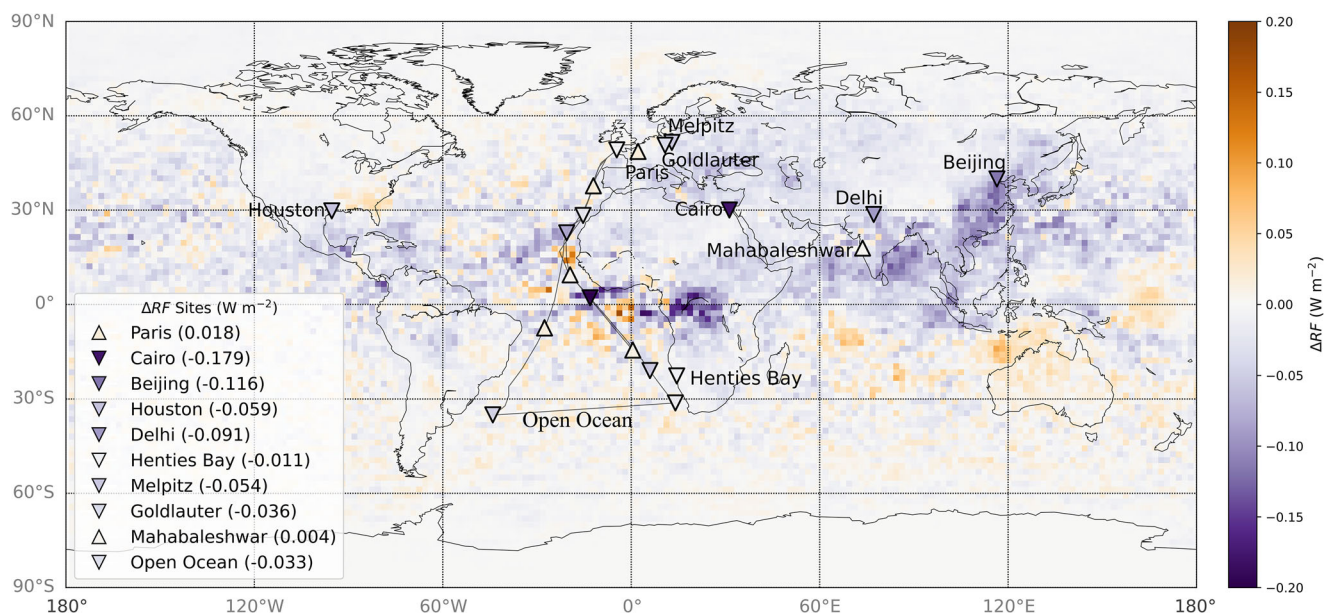 90°N
60°N
30°N
0°
30°S
60°S
90°S
180°
120°W
60°W
0°
60°E
120°E
180°
Melpitz
Goldlauter
Paris
Beijing
Houston
Cairo
Delhi
Mahabaleshwar
Henties Bay
Open Ocean
ΔRF Sites (W m⁻²)
Paris (0.018)
Cairo (-0.179)
Beijing (-0.116)
Houston (-0.059)
Delhi (-0.091)
Henties Bay (-0.011)
Melpitz (-0.054)
Goldlauter (-0.036)
Mahabaleshwar (0.004)
Open Ocean (-0.033)
0.20
0.15
0.10
0.05
0.00
−0.05
−0.10
−0.15
−0.20
ΔRF (W m⁻²)